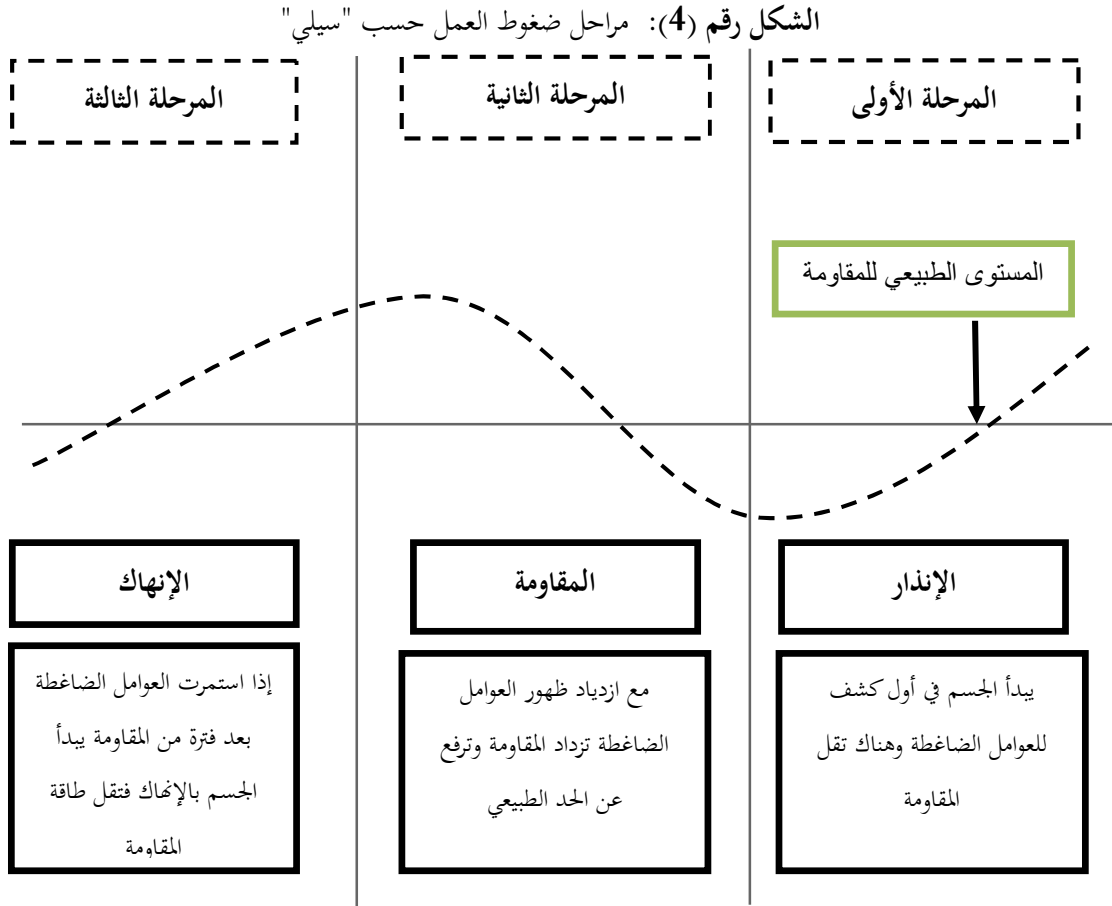 الشكل رقم (4): مراحل ضغوط العمل حسب "سيلي"
المرحلة الأولى
المرحلة الثانية
المرحلة الثالثة
المستوى الطبيعي للمقاومة
الإنذار
المقاومة
الإنهاك
يبدأ الجسم في أول كشف
للعوامل الضاغطة وهناك تقل
المقاومة
مع ازدياد ظهور العوامل
الضاغطة تزداد المقاومة وترفع
عن الحد الطبيعي
إذا استمرت العوامل الضاغطة
بعد فترة من المقاومة يبدأ
الجسم بالإنهاك فتقل طاقة
المقاومة